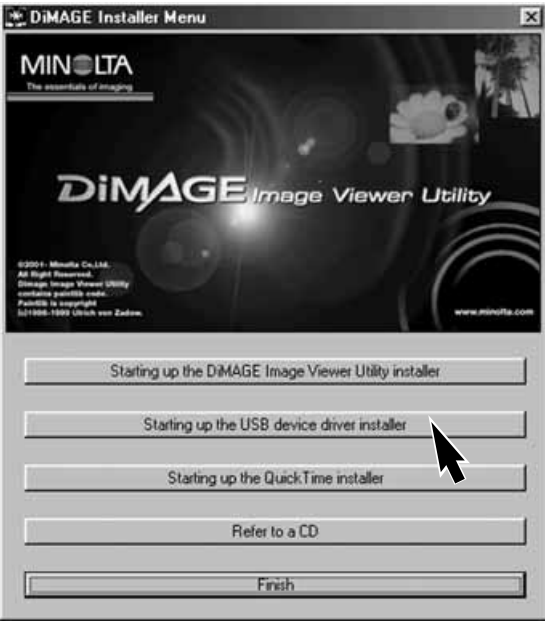 DiMAGE Installer Menu
MINOLTA
The essentials of imaging
DiMAGE Image Viewer Utility
©2001- Minolta Co.,Ltd.
All Right Reserved.
Dimage Image Viewer Utility
contains paintlib code.
Paintlib is copyright
(c)1996-1999 Ulrich von Zadow.
www.minolta.com
Starting up the DiMAGE Image Viewer Utility installer
Starting up the USB device driver installer
Starting up the QuickTime installer
Refer to a CD
Finish